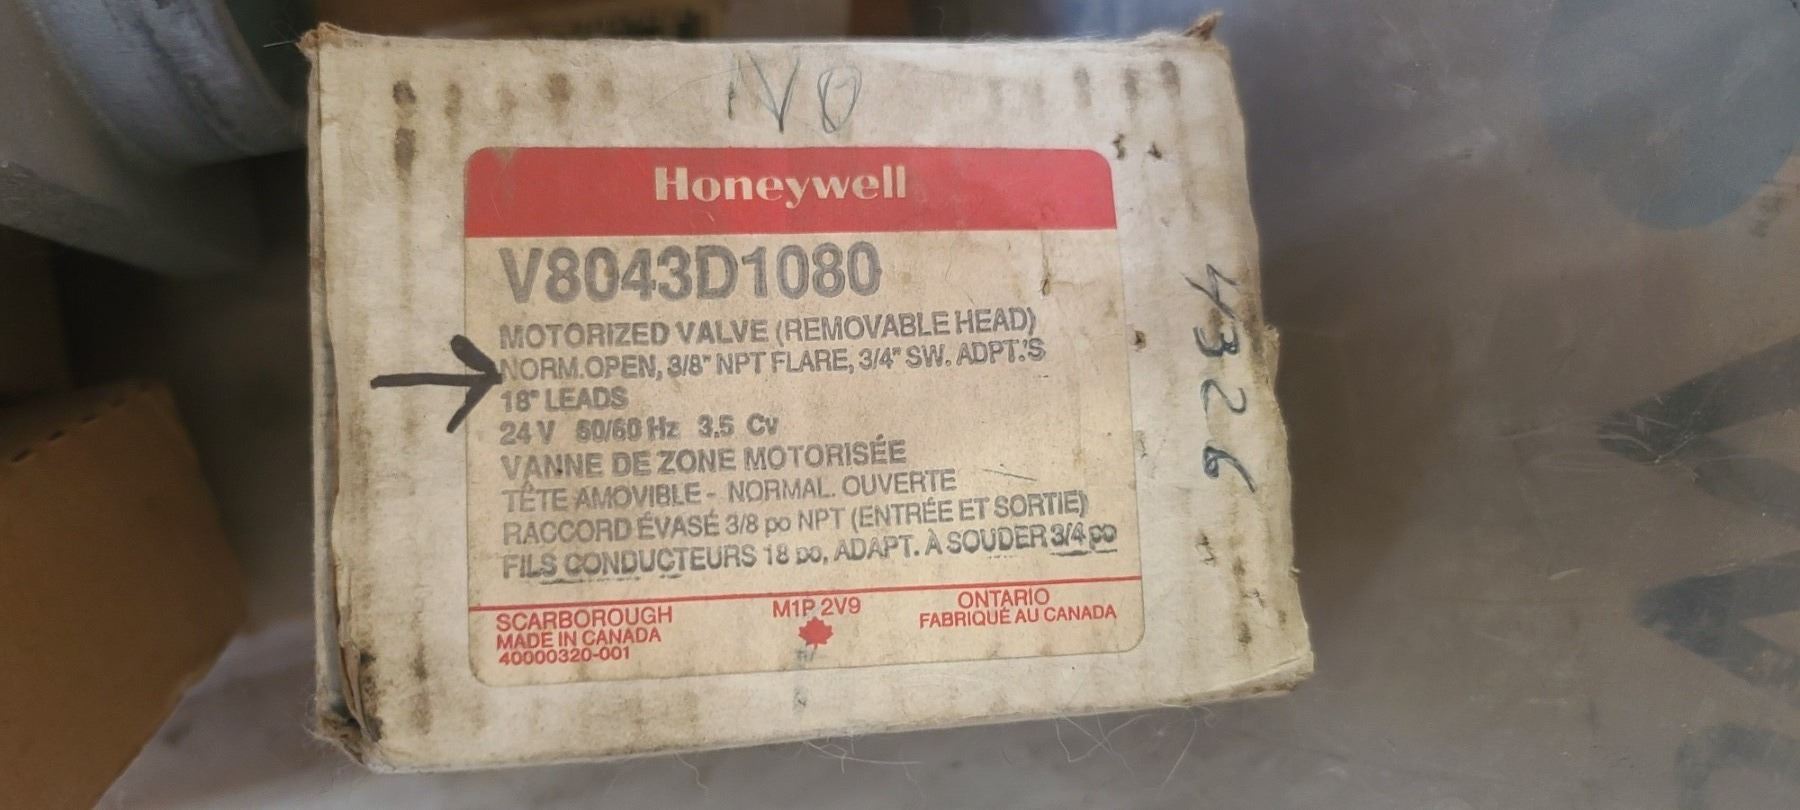 NO
Honeywell
V8043D1080
MOTORIZED VALVE (REMOVABLE HEAD)
NORM.OPEN, 3/8" NPT FLARE, 3/4" SW. ADPT.'S
18" LEADS
24 V 60/60 Hz 3.5 Cv
VANNE DE ZONE MOTORISÉE
TÊTE AMOVIBLE - NORMAL. OUVERTE
RACCORD ÉVASÉ 3/8 po NPT (ENTRÉE ET SORTIE)
FILS CONDUCTEURS 18 po, ADAPT. À SOUDER 3/4 po
SCARBOROUGH
MADE IN CANADA
40000320-001
M1P 2V9
ONTARIO
FABRIQUÉ AU CANADA
4326